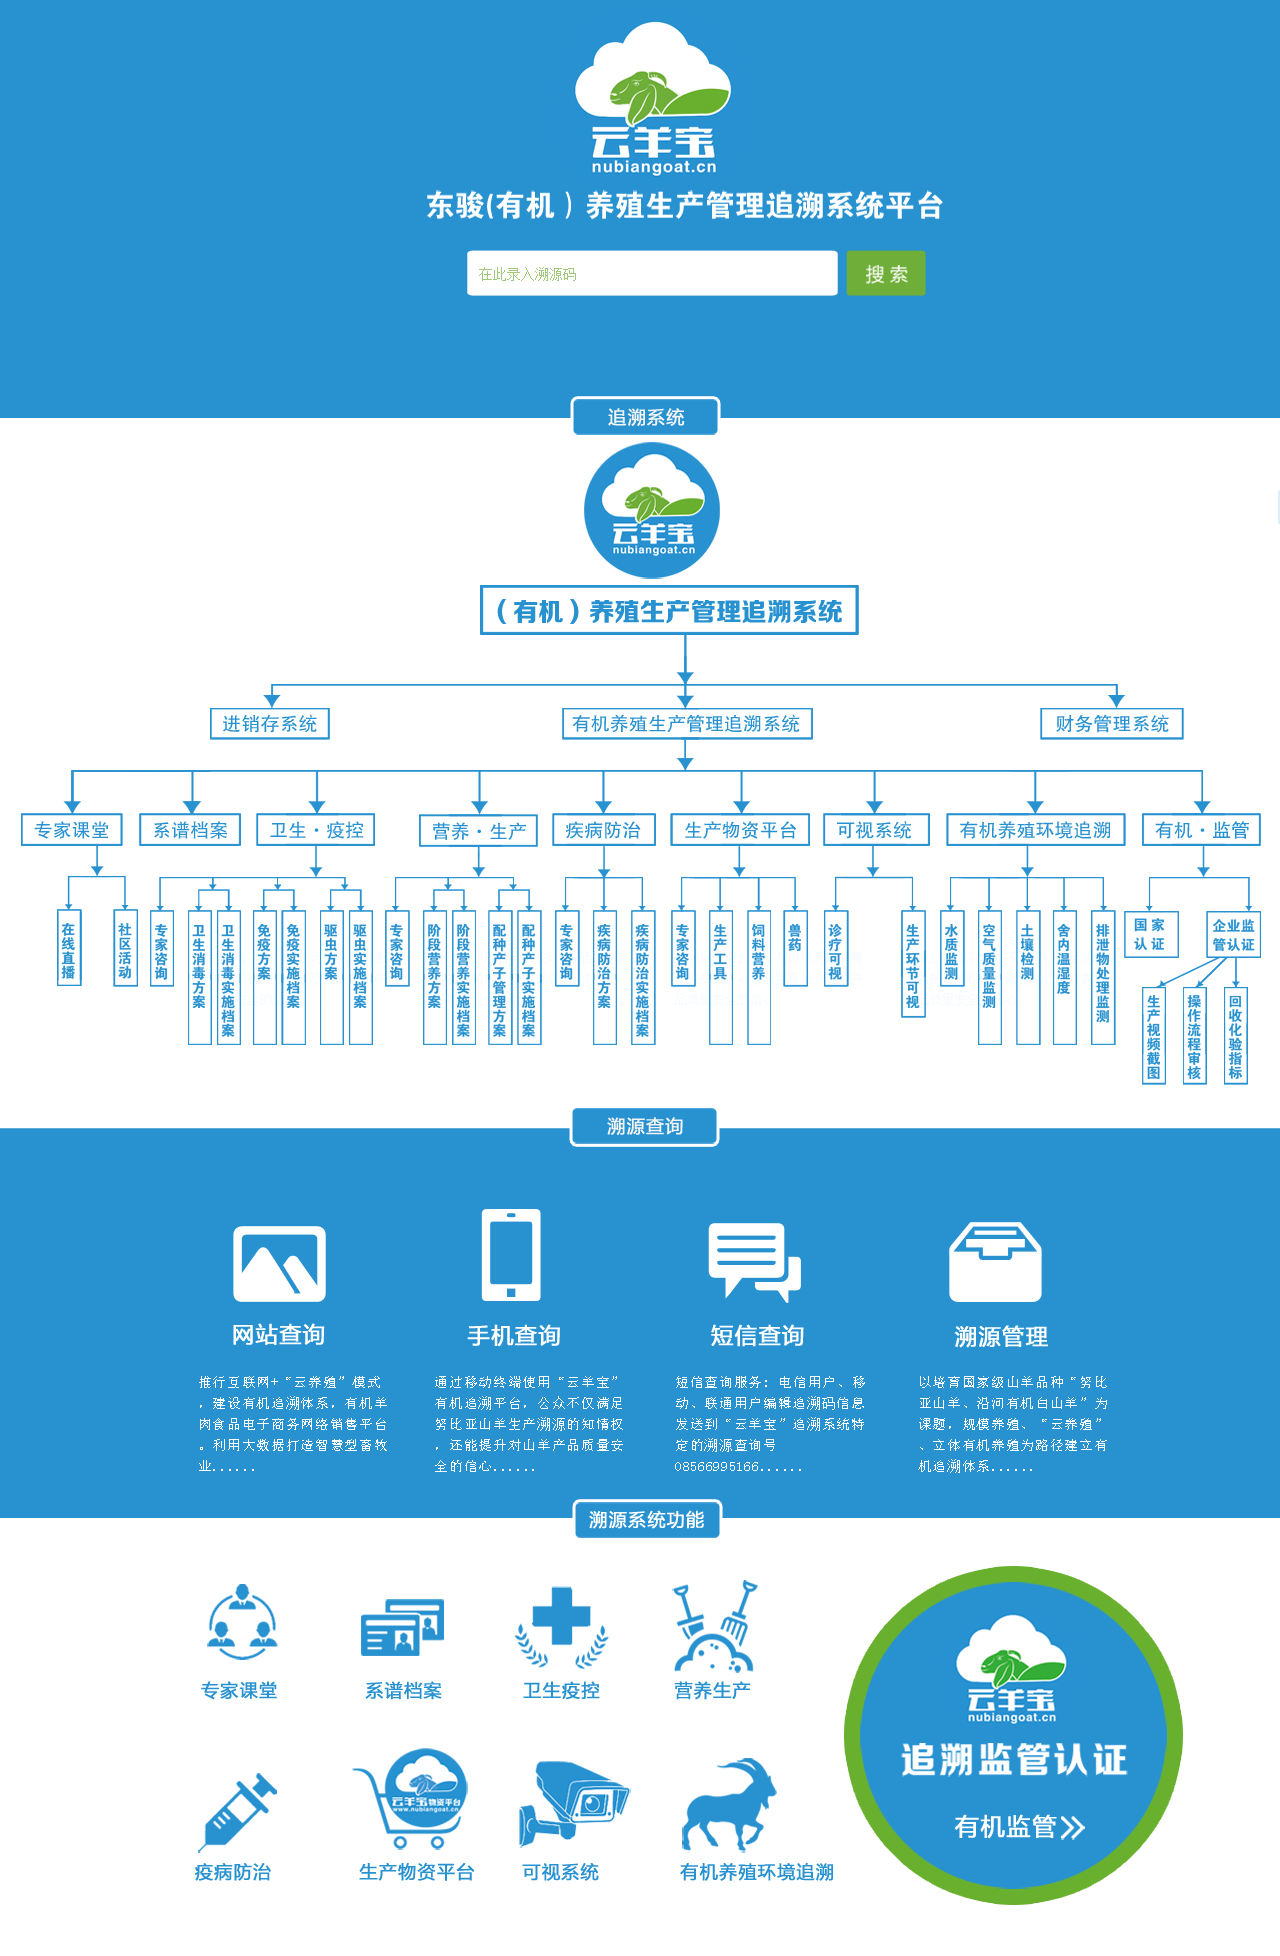 云羊宝
nubiangoat.cn
东骏(有机）养殖生产管理追溯系统平台
在此录入溯源码
搜 索
追溯系统
云羊宝
nubiangoat.cn
（有机）养殖生产管理追溯系统
进销存系统
有机养殖生产管理追溯系统
财务管理系统
专家课堂
系谱档案
卫生·疫控
营养·生产
疾病防治
生产物资平台
可视系统
有机养殖环境追溯
有机·监管
在线直播
社区活动
专家咨询
卫生消毒方案
卫生消毒实施档案
免疫方案
免疫实施档案
驱虫方案
驱虫实施档案
专家咨询
阶段营养方案
阶段营养实施档案
配种产子管理方案
配种产子实施档案
专家咨询
疾病防治方案
疾病防治实施档案
专家咨询
生产工具
饲料营养
兽药
诊疗可视
生产环节可视
水质监测
空气质量监测
土壤检测
舍内温湿度
排泄物处理监测
国家
认证
企业监
管认证
生产视频截图
操作流程审核
回收化验指标
溯源查询
网站查询
推行互联网+“云养殖”模式
，建设有机追溯体系，有机羊
肉食品电子商务网络销售平台
。利用大数据打造智慧型畜牧
业......
手机查询
通过移动终端使用“云羊宝”
有机追溯平台，公众不仅满足
努比亚山羊生产溯源的知情权
，还能提升对山羊产品质量安
全的信心......
短信查询
短信查询服务：电信用户、移
动、联通用户编辑追溯码信息
发送到“云羊宝”追溯系统特
定的溯源查询号
08566995166......
溯源管理
以培育国家级山羊品种“努比
亚山羊、沿河有机白山羊”为
课题，规模养殖、“云养殖”
、立体有机养殖为路径建立有
机追溯体系......
溯源系统功能
专家课堂
系谱档案
卫生疫控
营养生产
疫病防治
云羊宝物资平台
www.nubiangoat.cn
生产物资平台
可视系统
有机养殖环境追溯
云羊宝
nubiangoat.cn
追溯监管认证
有机监管